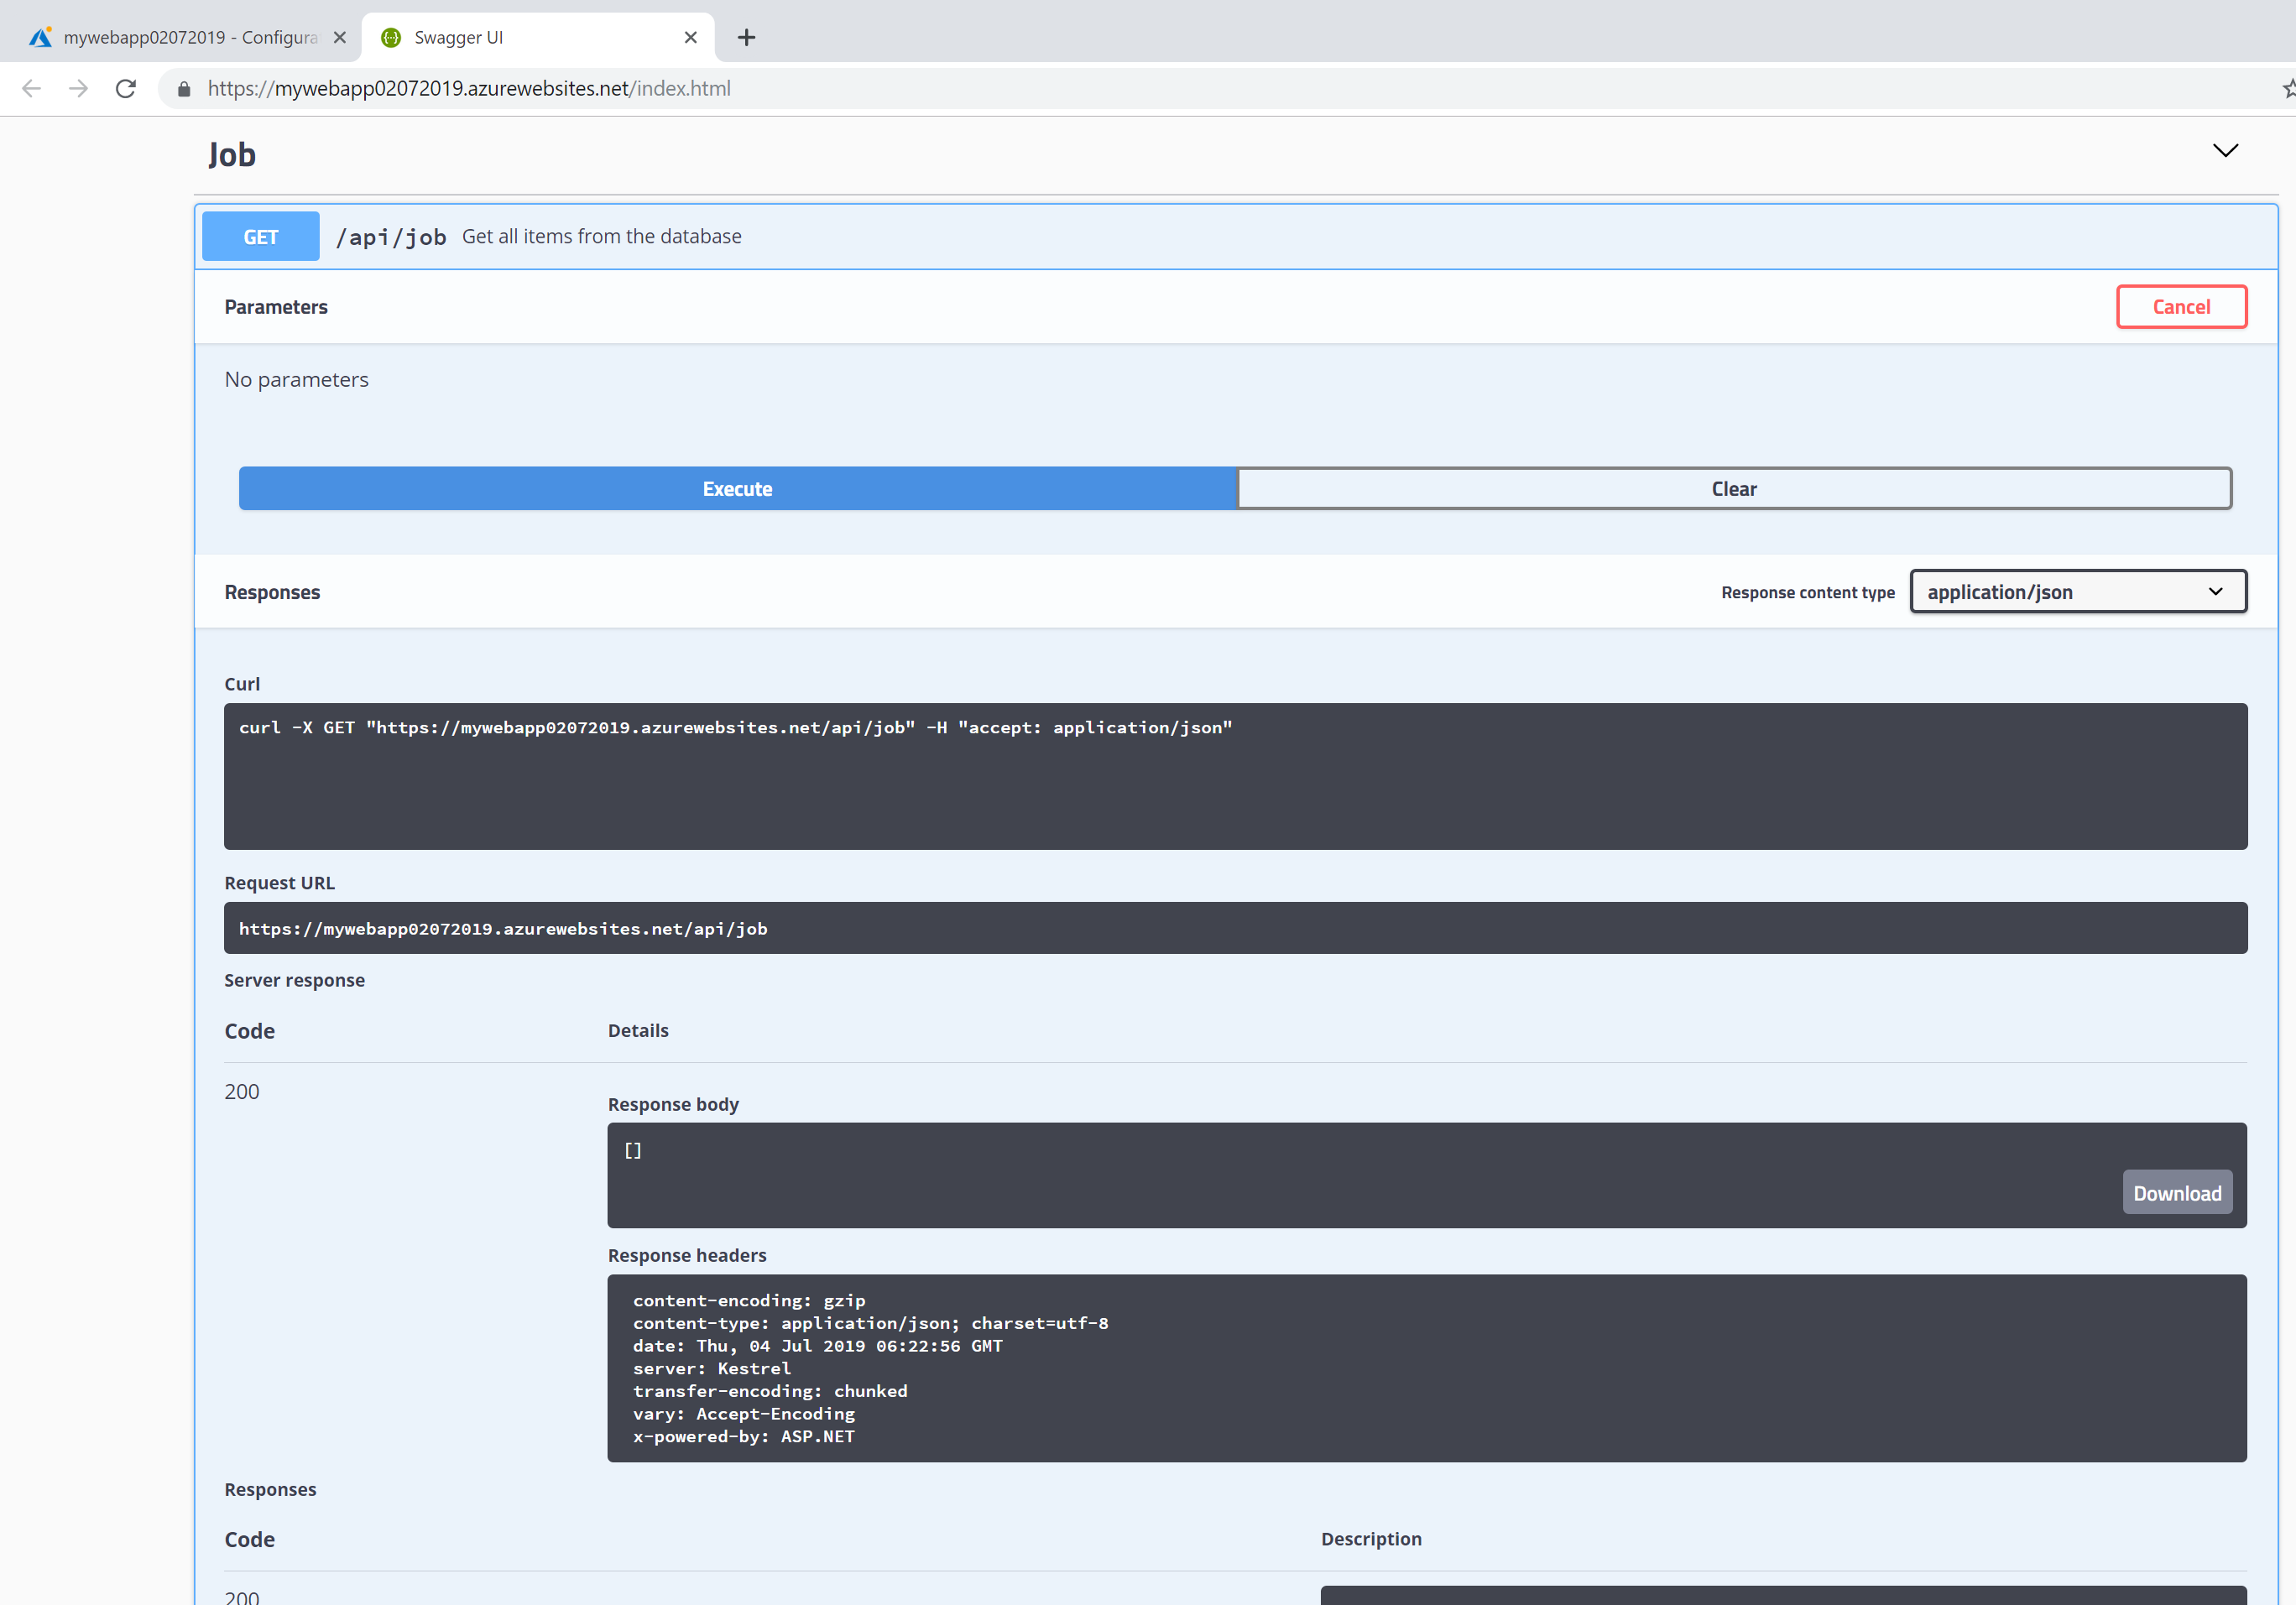 mywebapp02072019 - Configura
Swagger UI
https://mywebapp02072019.azurewebsites.net/index.html
Job
GET /api/job Get all items from the database
Parameters Cancel
No parameters
Execute Clear
Responses Response content type application/json
Curl
curl -X GET "https://mywebapp02072019.azurewebsites.net/api/job" -H "accept: application/json"
Request URL
https://mywebapp02072019.azurewebsites.net/api/job
Server response
Code Details
200
Response body
[]
Download
Response headers
content-encoding: gzip
content-type: application/json; charset=utf-8
date: Thu, 04 Jul 2019 06:22:56 GMT
server: Kestrel
transfer-encoding: chunked
vary: Accept-Encoding
x-powered-by: ASP.NET
Responses
Code Description
200